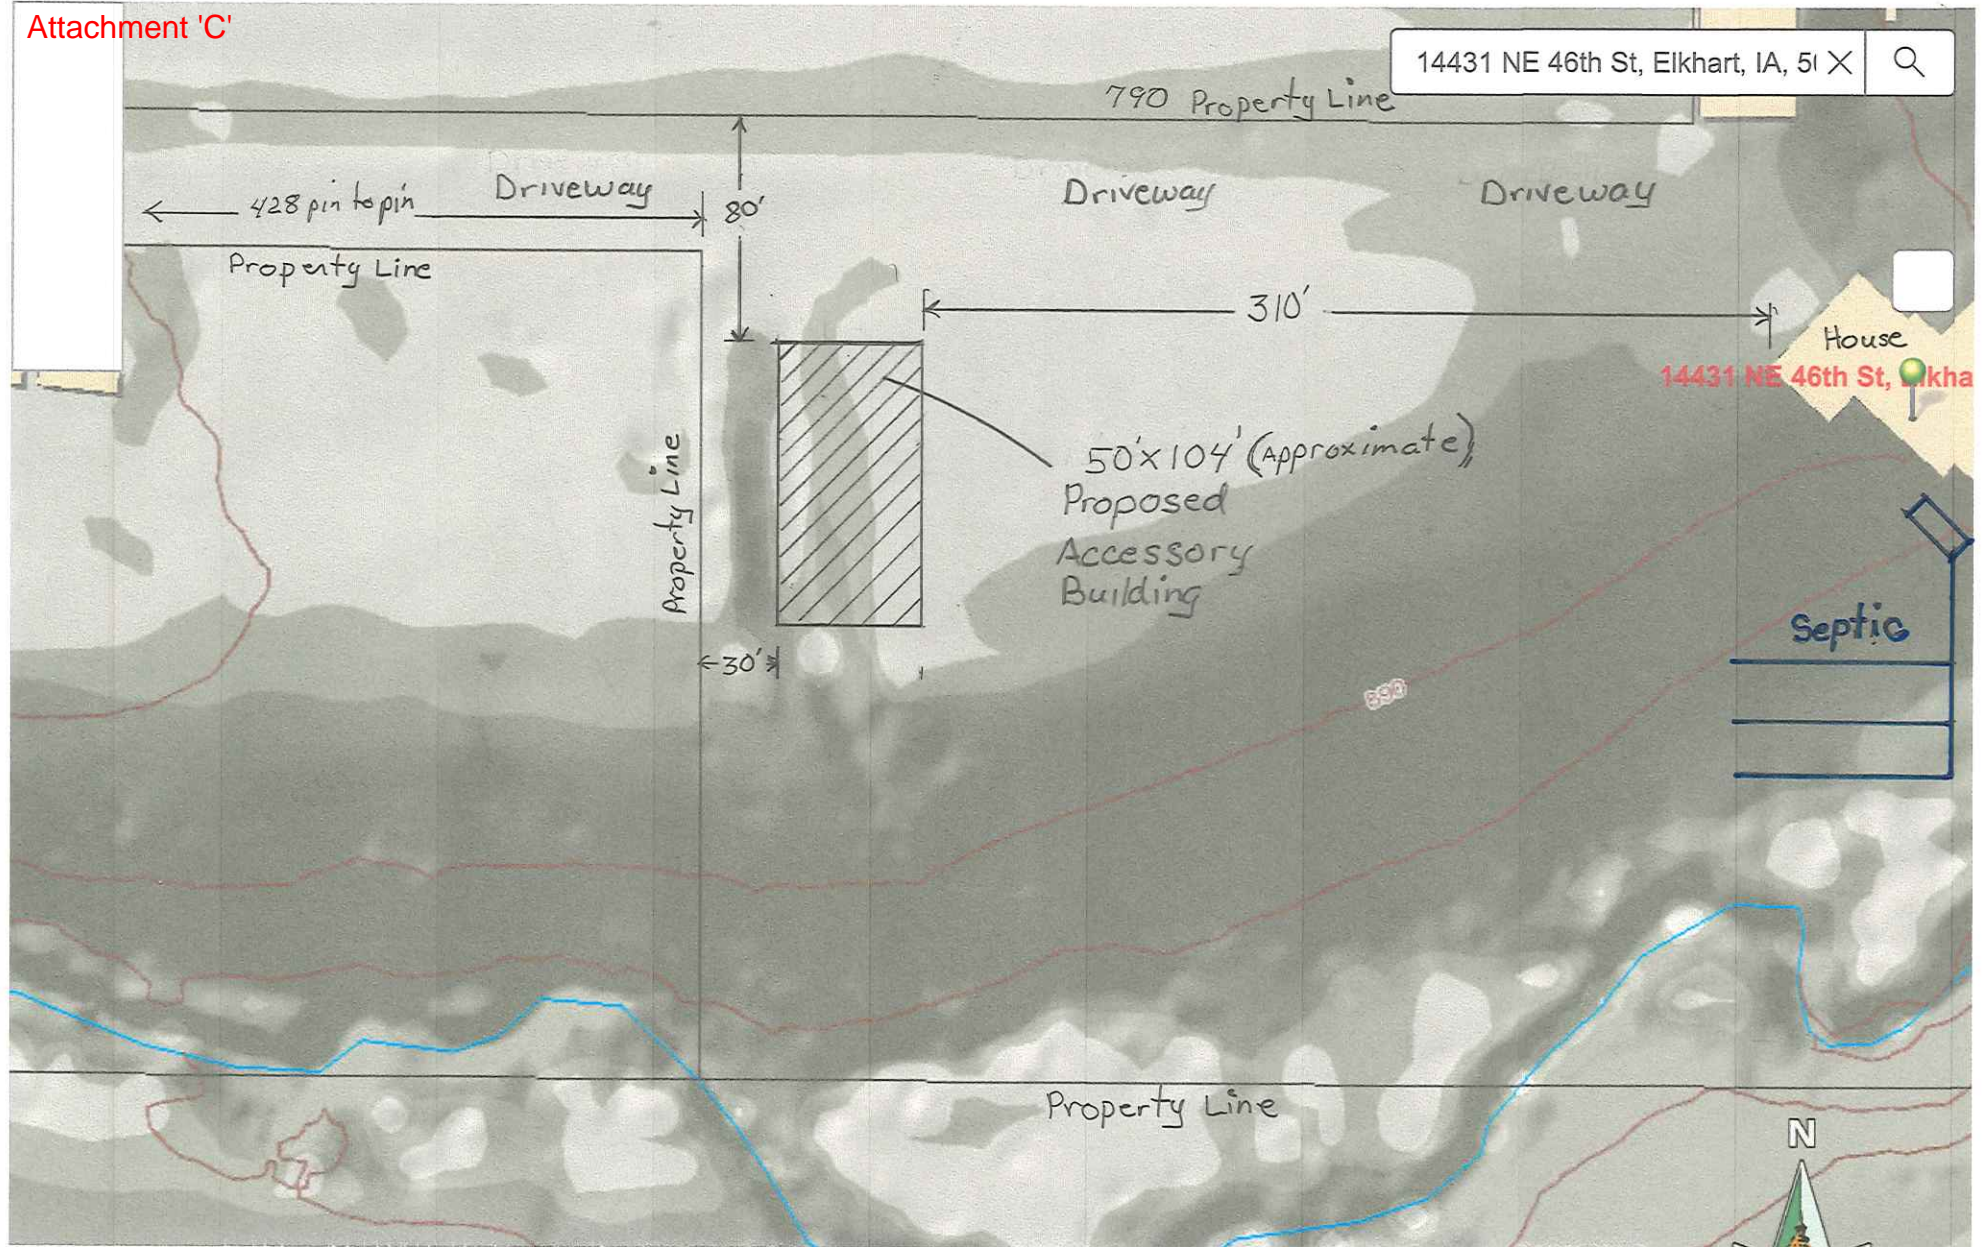 Attachment 'C'
14431 NE 46th St, Elkhart, IA, 5
790 Property Line
Driveway
Driveway
Driveway
428 pin to pin
80'
Property Line
310'
House
14431 NE 46th St, Elkha
50'x104' (Approximate)
Proposed
Accessory
Building
Property Line
Septic
30'
890
Property Line
N